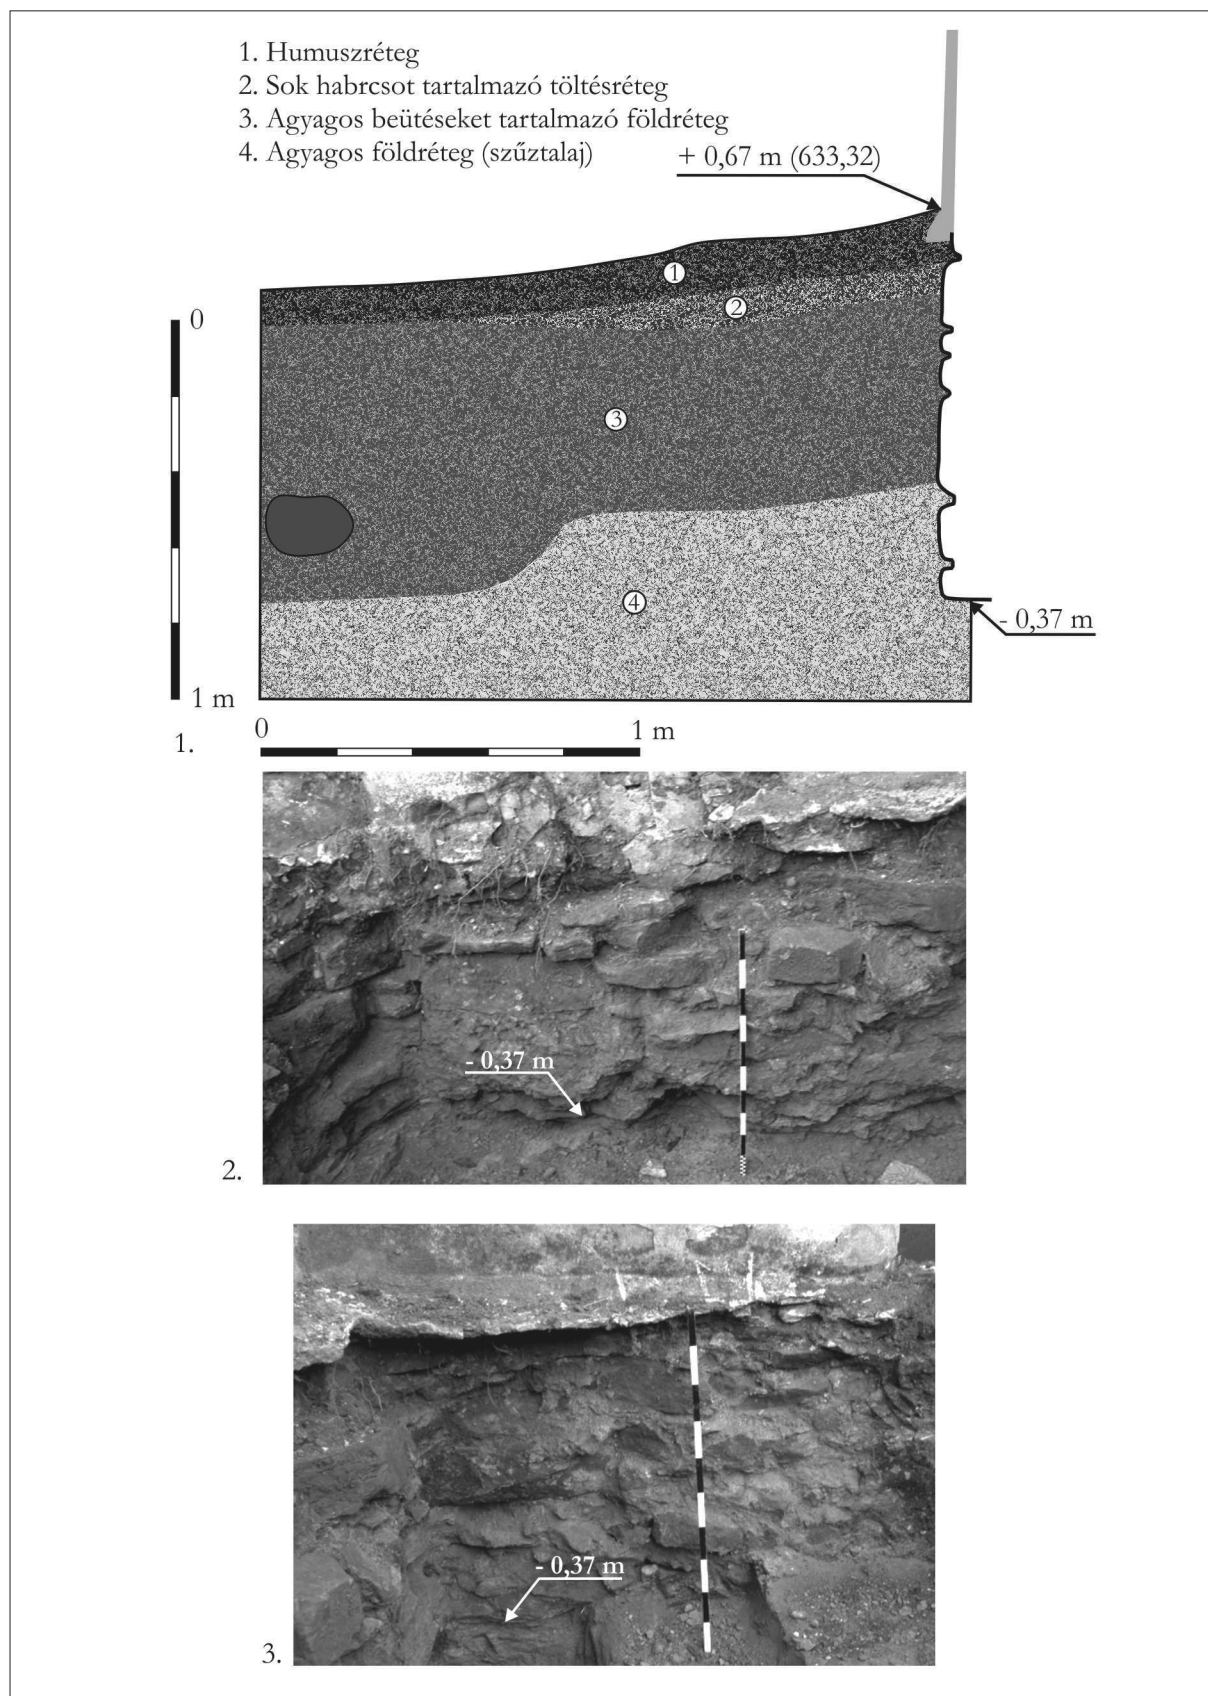 1. Humuszréteg
2. Sok habrcsot tartalmazó töltésréteg
3. Agyagos beütéseket tartalmazó földréteg
4. Agyagos földréteg (szűztalaj)
+ 0,67 m (633,32)
1
2
0
3
4
- 0,37 m
1 m
0
1 m
1.
- 0,37 m
2.
- 0,37 m
3.